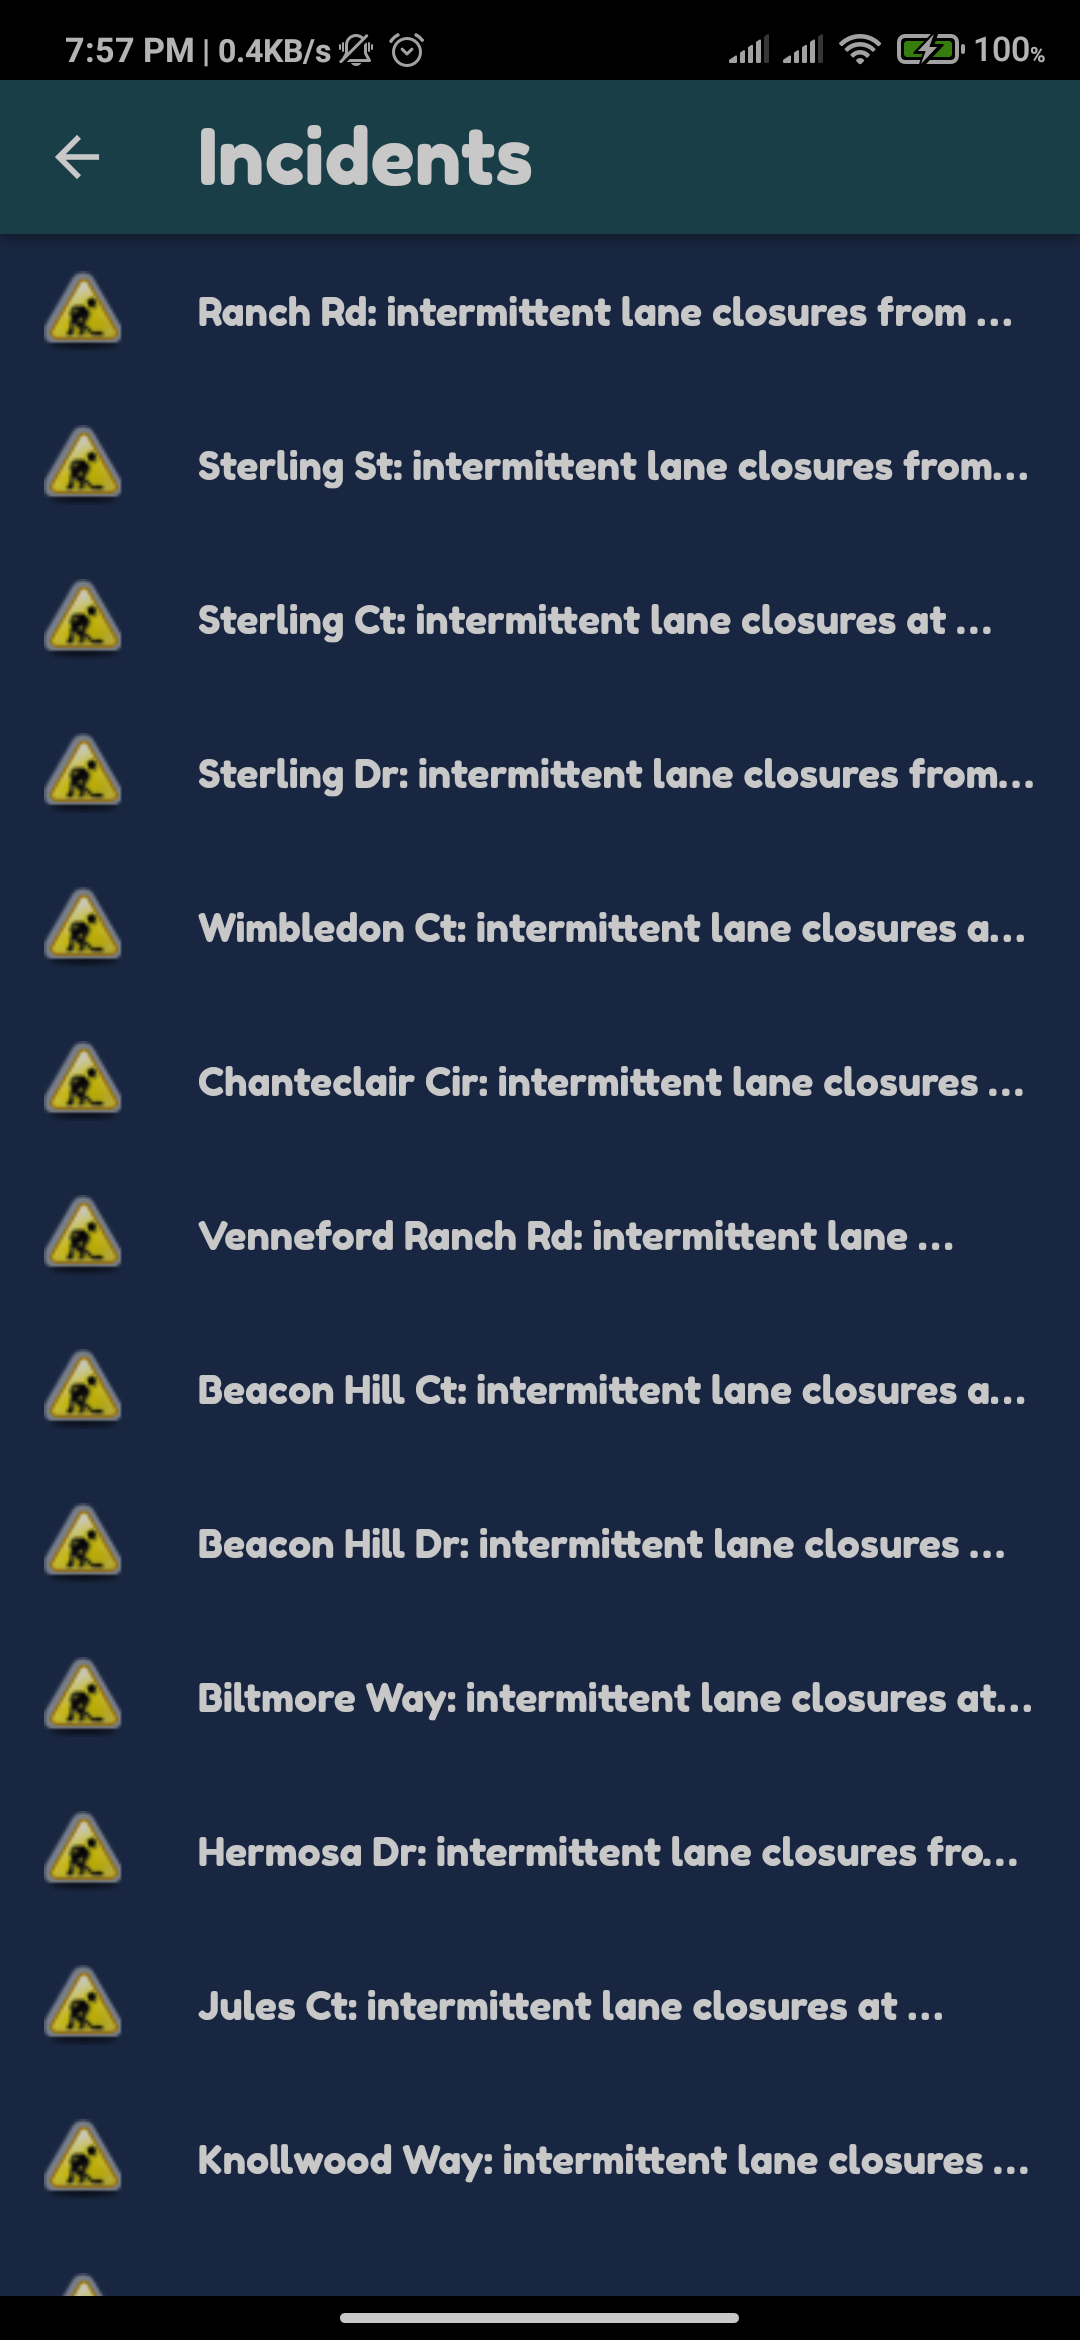 7:57 PM | 0.4KB/s 100%
Incidents
Ranch Rd: intermittent lane closures from ...
Sterling St: intermittent lane closures from...
Sterling Ct: intermittent lane closures at ...
Sterling Dr: intermittent lane closures from...
Wimbledon Ct: intermittent lane closures a...
Chanteclair Cir: intermittent lane closures ...
Venneford Ranch Rd: intermittent lane ...
Beacon Hill Ct: intermittent lane closures a...
Beacon Hill Dr: intermittent lane closures ...
Biltmore Way: intermittent lane closures at...
Hermosa Dr: intermittent lane closures fro...
Jules Ct: intermittent lane closures at ...
Knollwood Way: intermittent lane closures ...